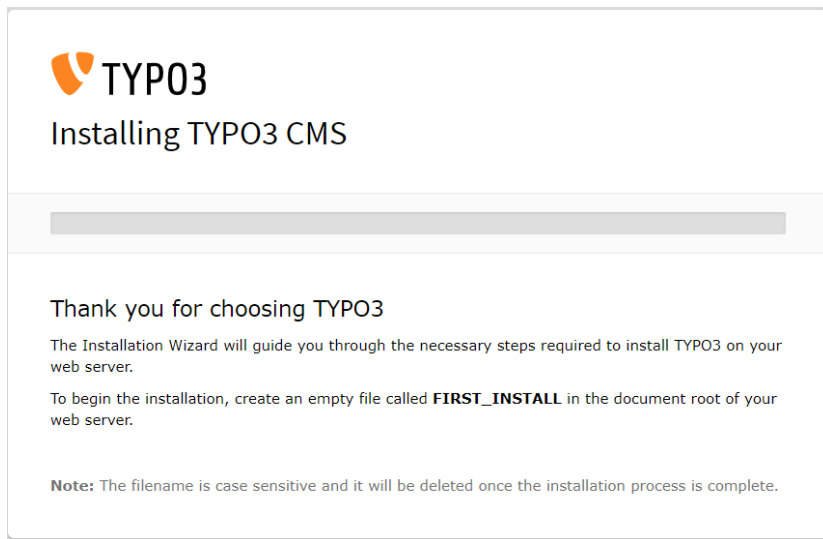 TYPO3
Installing TYPO3 CMS
Thank you for choosing TYPO3
The Installation Wizard will guide you through the necessary steps required to install TYPO3 on your
web server.
To begin the installation, create an empty file called FIRST_INSTALL in the document root of your
web server.
Note: The filename is case sensitive and it will be deleted once the installation process is complete.